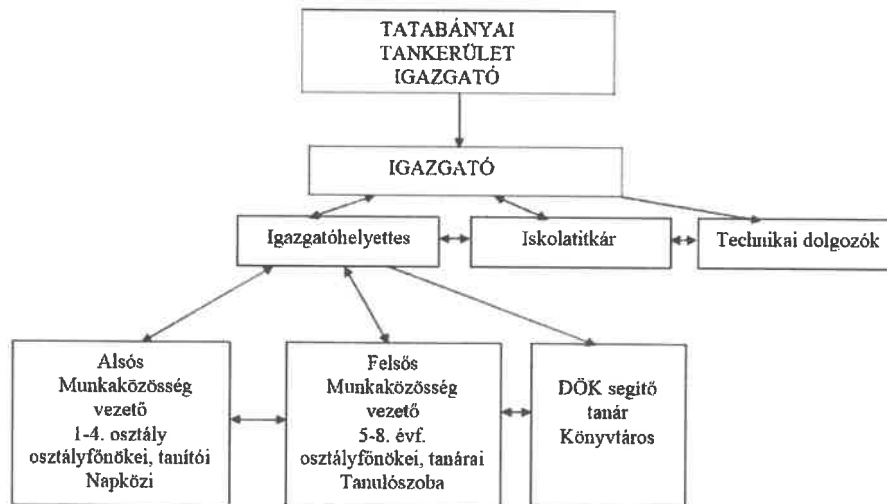 TATABÁNYAI
TANKERÜLET
IGAZGATÓ
IGAZGATÓ
Igazgatóhelyettes
Iskolatitkár
Technikai dolgozók
Alsós
Munkaközösség
vezető
1-4. osztály
osztályfőnökei, tanítói
Napközi
Felsős
Munkaközösség
vezető
5-8. évf.
osztályfőnökei, tanárai
Tanulószoba
DÖK segítő
tanár
Könyvtáros